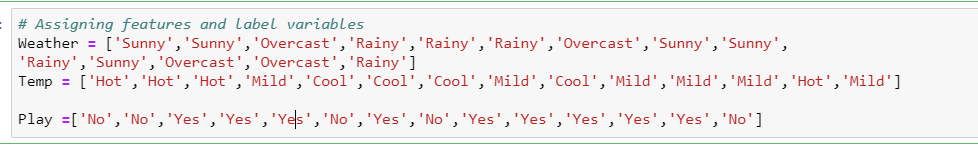 # Assigning features and label variables
Weather = ['Sunny','Sunny','Overcast','Rainy','Rainy','Rainy','Overcast','Sunny','Sunny',
'Rainy','Sunny','Overcast','Overcast','Rainy']
Temp = ['Hot','Hot','Hot','Mild','Cool','Cool','Cool','Mild','Cool','Mild','Mild','Mild','Hot','Mild']
Play =['No','No','Yes','Yes','Yes','No','Yes','No','Yes','Yes','Yes','Yes','Yes','No']